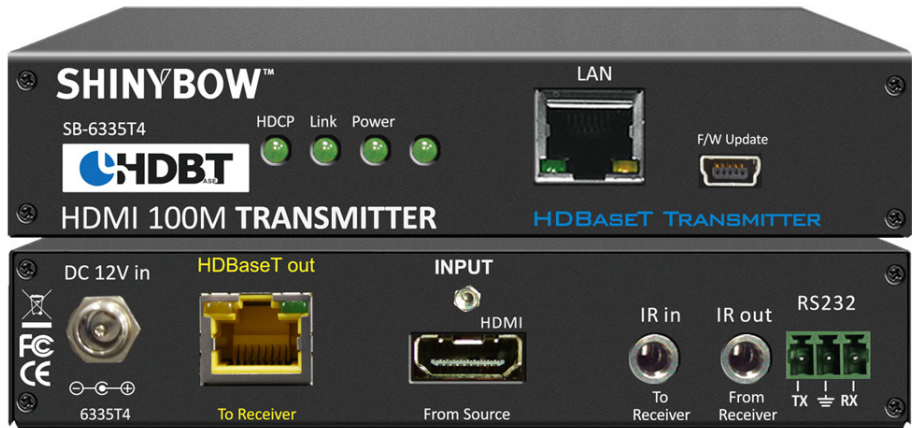 SHINYBOW™
LAN
SB-6335T4
HDCP Link Power
F/W Update
HDBT
ASE
HDMI 100M TRANSMITTER
HDBaseT Transmitter
DC 12V in
HDBaseT out
INPUT
HDMI
IR in
IR out
RS232
FC
CE
6335T4
To Receiver
From Source
To
Receiver
From
Receiver
TX
RX